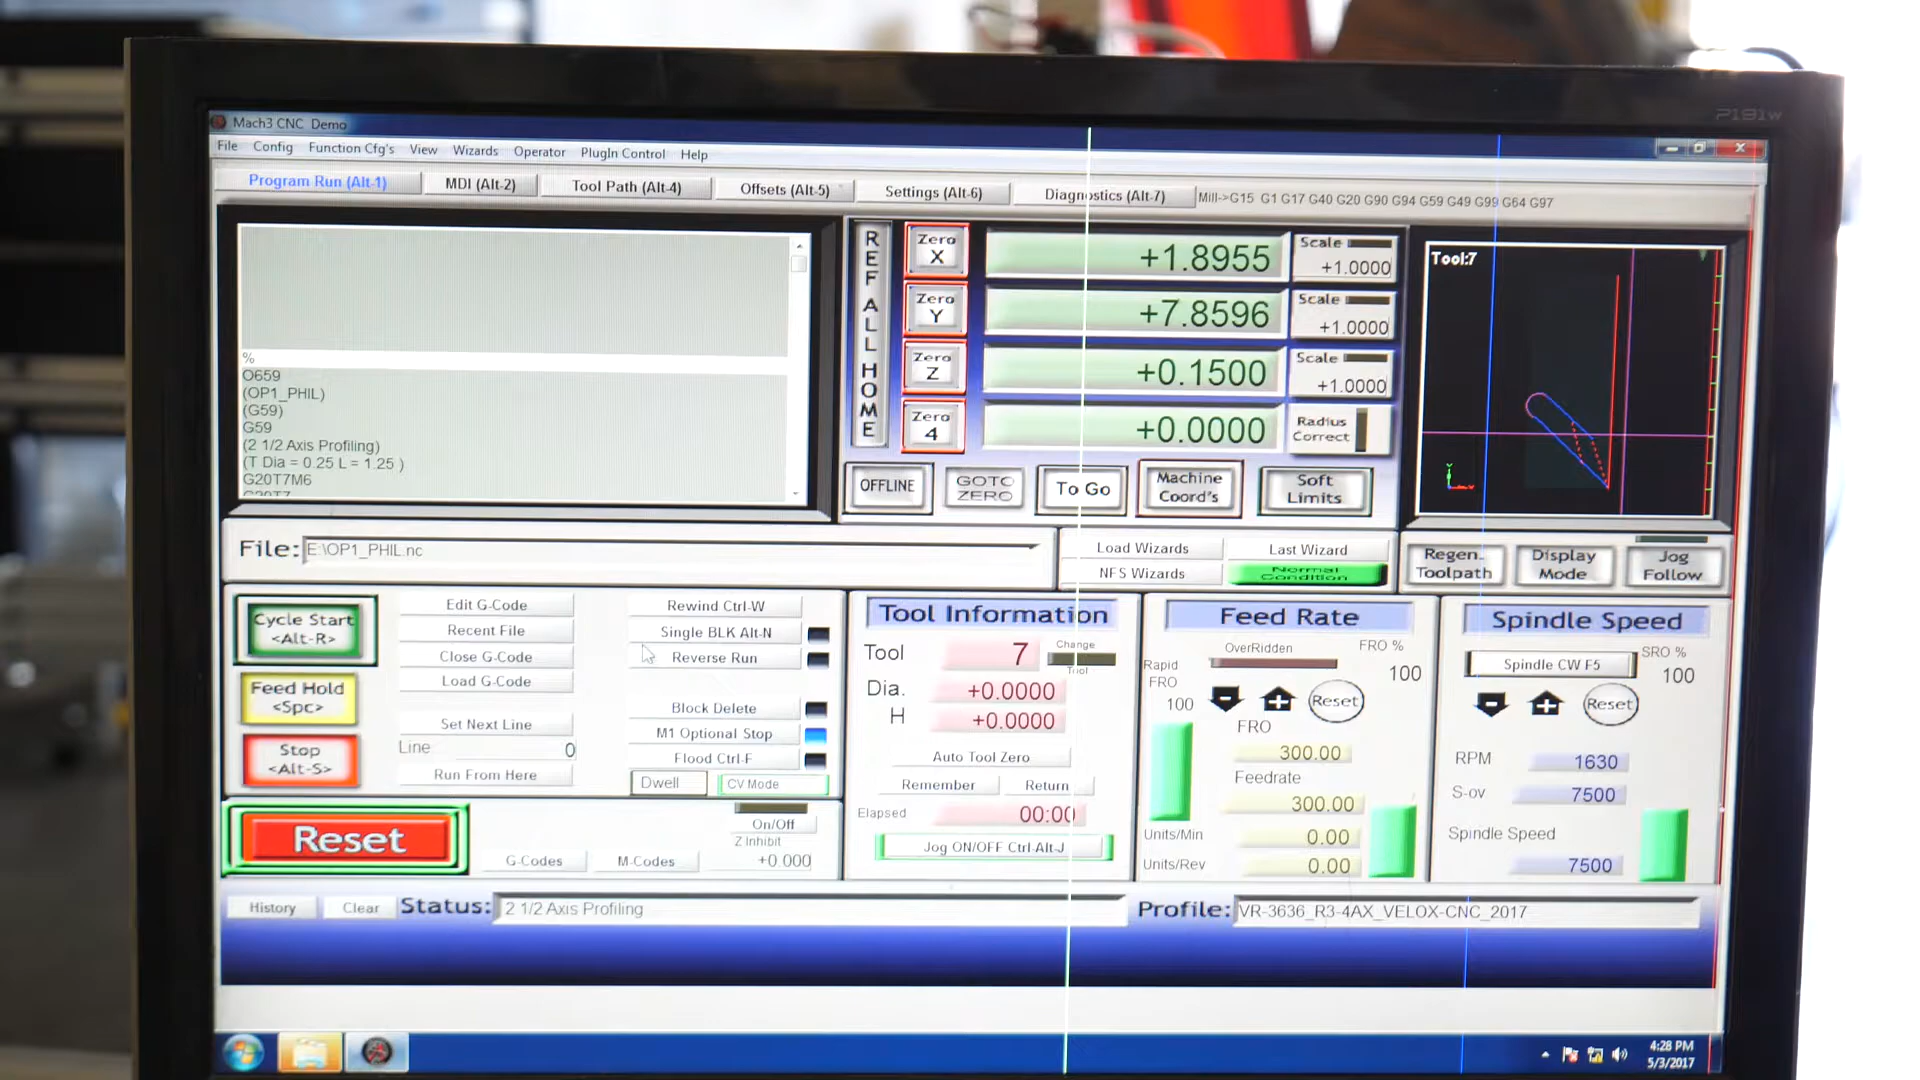 P191w
Mach3 CNC Demo
File Config Function Cfg's View Wizards Operator PlugIn Control Help
Program Run (Alt-1) MDI (Alt-2) Tool Path (Alt-4) Offsets (Alt-5) Settings (Alt-6) Diagnostics (Alt-7) Mill->G15 G1 G17 G40 G20 G90 G94 G59 G49 G99 G64 G97
%
O659
(OP1_PHIL)
(G59)
G59
(2 1/2 Axis Profiling)
(T Dia = 0.25 L = 1.25 )
G20T7M6
G20T7
REF ALL HOME
Zero X +1.8955 Scale +1.0000
Zero Y +7.8596 Scale +1.0000
Zero Z +0.1500 Scale +1.0000
Zero 4 +0.0000 Radius Correct
OFFLINE GOTO ZERO To Go Machine Coord's Soft Limits
Tool:7
File: E:\OP1_PHIL.nc
Load Wizards Last Wizard
NFS Wizards Normal Condition
Regen. Toolpath Display Mode Jog Follow
Cycle Start
<Alt-R>
Feed Hold
<Spc>
Stop
<Alt-S>
Reset
Edit G-Code
Recent File
Close G-Code
Load G-Code
Set Next Line
Line 0
Run From Here
Rewind Ctrl-W
Single BLK Alt-N
Reverse Run
Block Delete
M1 Optional Stop
Flood Ctrl-F
Dwell CV Mode
G-Codes M-Codes
On/Off
Z Inhibit
+0.000
Tool Information
Tool 7 Change Tool
Dia. +0.0000
H +0.0000
Auto Tool Zero
Remember Return
Elapsed 00:00
Jog ON/OFF Ctrl-Alt-J
Feed Rate
OverRidden FRO %
100
Rapid
FRO
100
Reset
FRO
300.00
Feedrate
300.00
Units/Min 0.00
Units/Rev 0.00
Spindle Speed
Spindle CW F5 SRO %
100
Reset
RPM 1630
S-ov 7500
Spindle Speed
7500
History Clear Status: 2 1/2 Axis Profiling Profile: VR-3636_R3-4AX_VELOX-CNC_2017
4:28 PM
5/3/2017